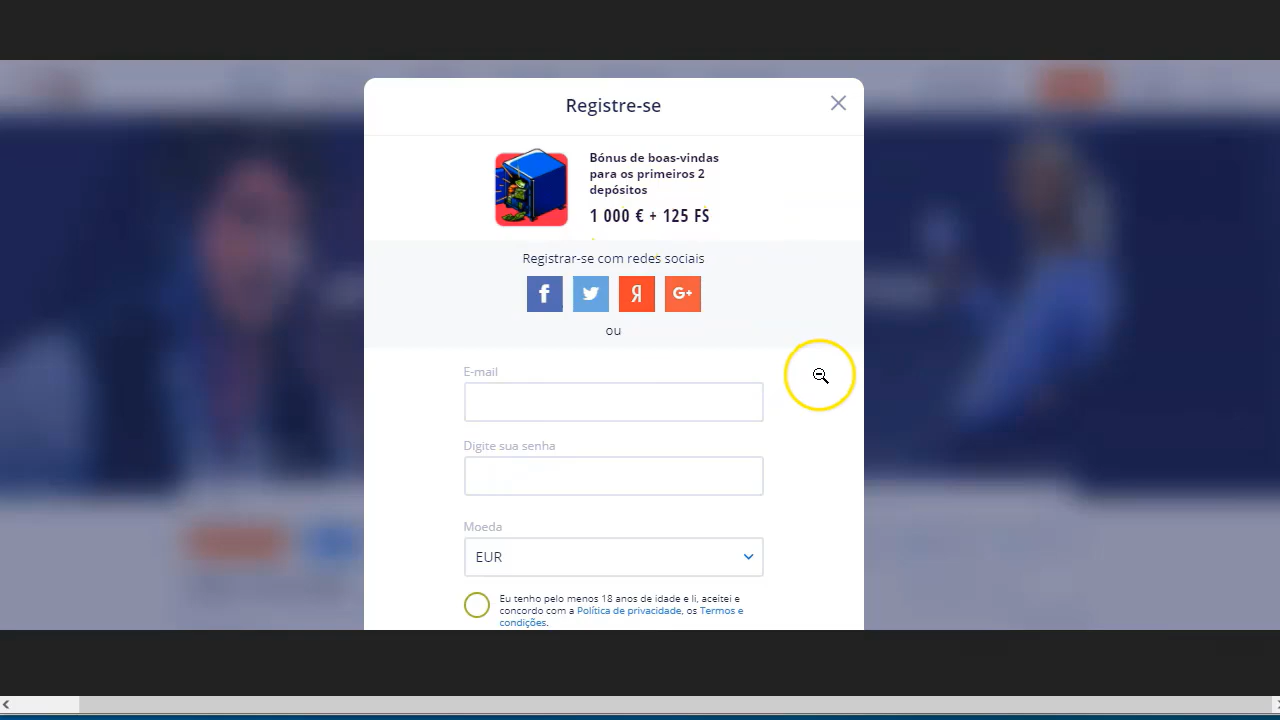 Registre-se
Bónus de boas-vindas
para os primeiros 2
depósitos
1 000 € + 125 FS
Registrar-se com redes sociais
f
Я
G+
ou
E-mail
Digite sua senha
Moeda
EUR
Eu tenho pelo menos 18 anos de idade e li, aceitei e
concordo com a Política de privacidade, os Termos e
condições.